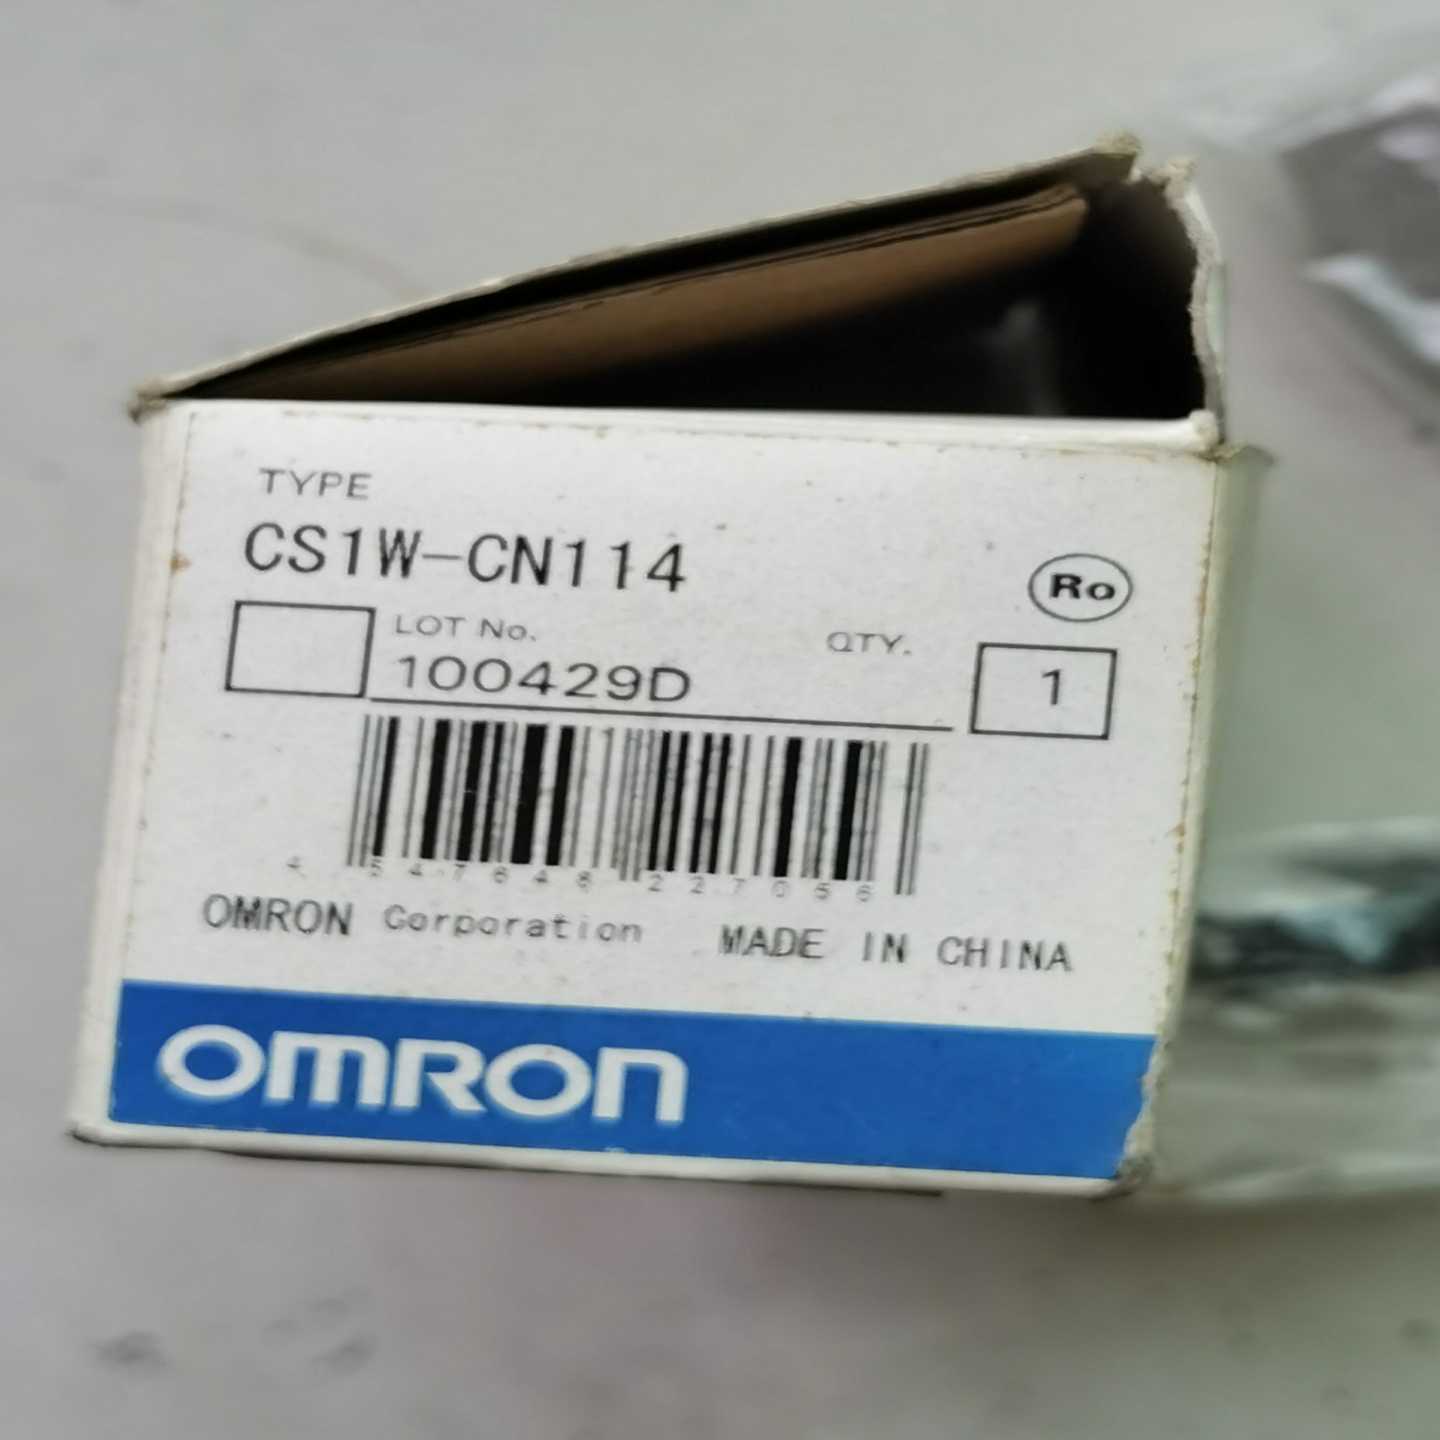 TYPE
CS1W-CN114
Ro
LOT No.
QTY.
100429D
1
4 547648 227056
OMRON Corporation MADE IN CHINA
OMRON